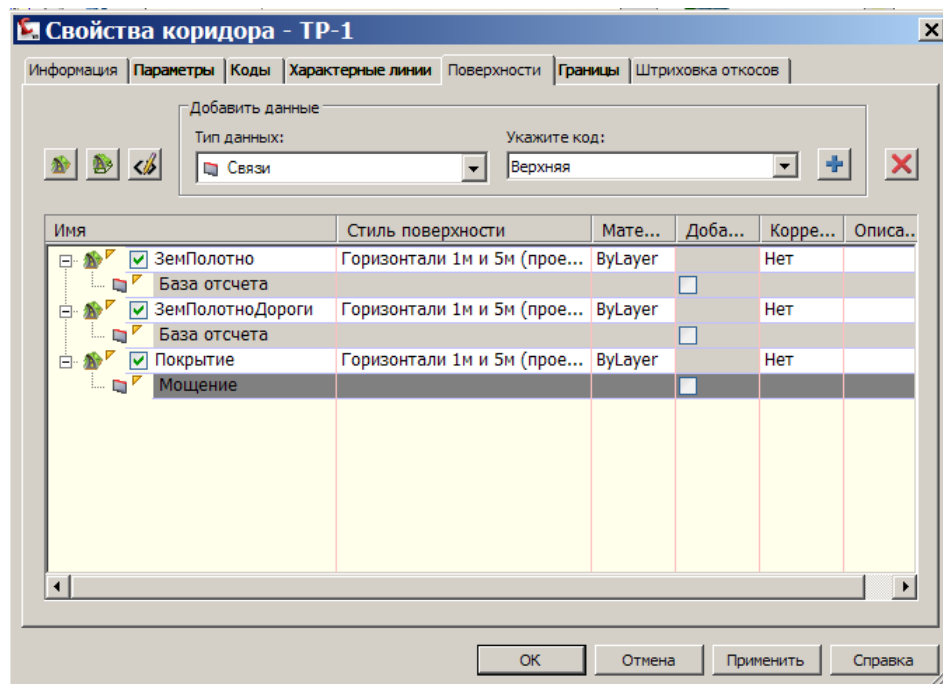 Свойства коридора - ТР-1
Информация Параметры Коды Характерные линии Поверхности Границы Штриховка откосов
Добавить данные
Тип данных: Укажите код:
Связи Верхняя
Имя Стиль поверхности Мате... Доба... Корре... Описа..
ЗемПолотно Горизонтали 1м и 5м (прое... ByLayer Нет
База отсчета
ЗемПолотноДороги Горизонтали 1м и 5м (прое... ByLayer Нет
База отсчета
Покрытие Горизонтали 1м и 5м (прое... ByLayer Нет
Мощение
ОК Отмена Применить Справка